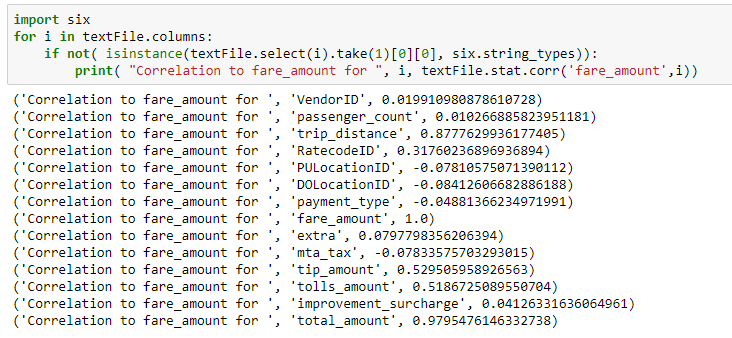 import six
for i in textFile.columns:
    if not( isinstance(textFile.select(i).take(1)[0][0], six.string_types)):
        print( "Correlation to fare_amount for ", i, textFile.stat.corr('fare_amount',i))
('Correlation to fare_amount for ', 'VendorID', 0.019910980878610728)
('Correlation to fare_amount for ', 'passenger_count', 0.010266885823951181)
('Correlation to fare_amount for ', 'trip_distance', 0.8777629936177405)
('Correlation to fare_amount for ', 'RatecodeID', 0.31760236896936894)
('Correlation to fare_amount for ', 'PULocationID', -0.07810575071390112)
('Correlation to fare_amount for ', 'DOLocationID', -0.08412606682886188)
('Correlation to fare_amount for ', 'payment_type', -0.04881366234971991)
('Correlation to fare_amount for ', 'fare_amount', 1.0)
('Correlation to fare_amount for ', 'extra', 0.0797798356206394)
('Correlation to fare_amount for ', 'mta_tax', -0.07833575703293015)
('Correlation to fare_amount for ', 'tip_amount', 0.529505958926563)
('Correlation to fare_amount for ', 'tolls_amount', 0.5186725089550704)
('Correlation to fare_amount for ', 'improvement_surcharge', 0.04126331636064961)
('Correlation to fare_amount for ', 'total_amount', 0.9795476146332738)